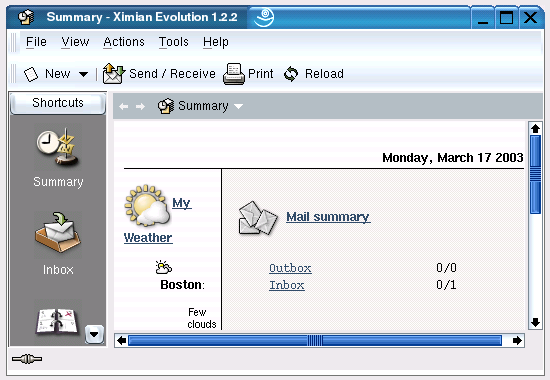 Summary - Ximian Evolution 1.2.2
File View Actions Tools Help
New Send / Receive Print Reload
Shortcuts
Summary
Monday, March 17 2003
Summary
My
Weather
Mail summary
Outbox 0/0
Inbox 0/1
Boston:
Few
clouds
Inbox